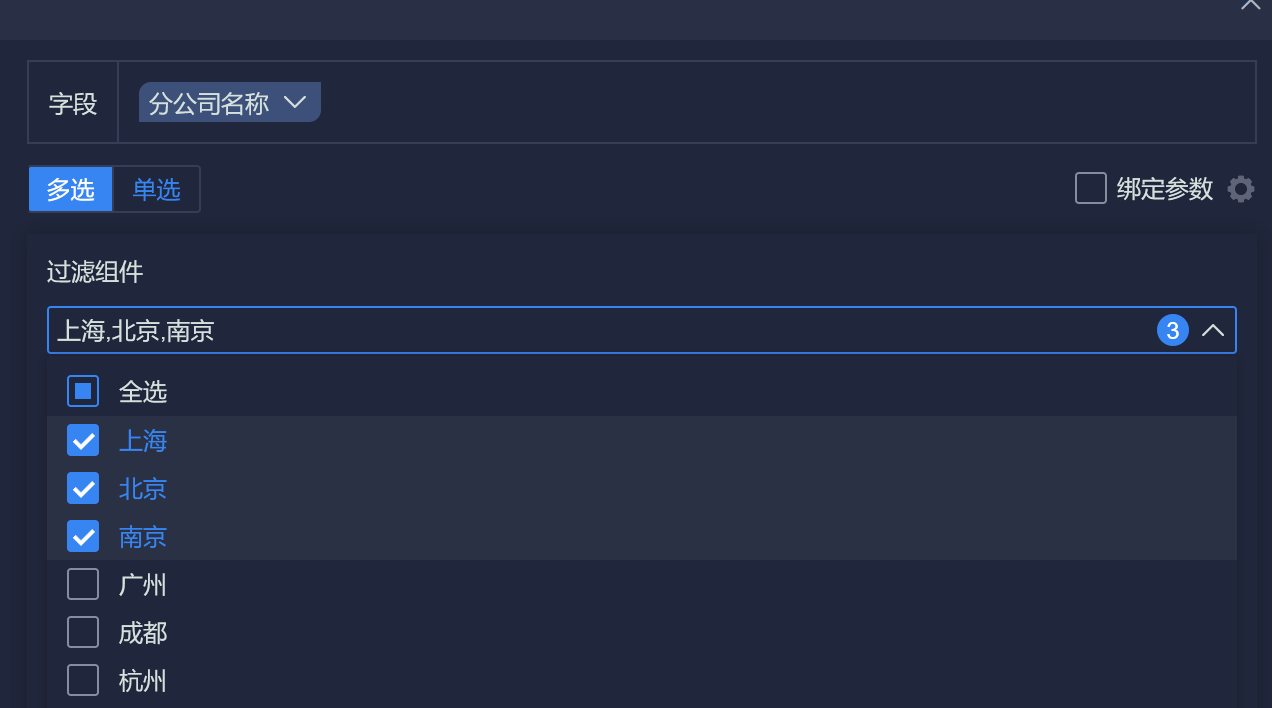 字段 分公司名称
多选 单选 绑定参数
过滤组件
上海,北京,南京 3
全选
上海
北京
南京
广州
成都
杭州